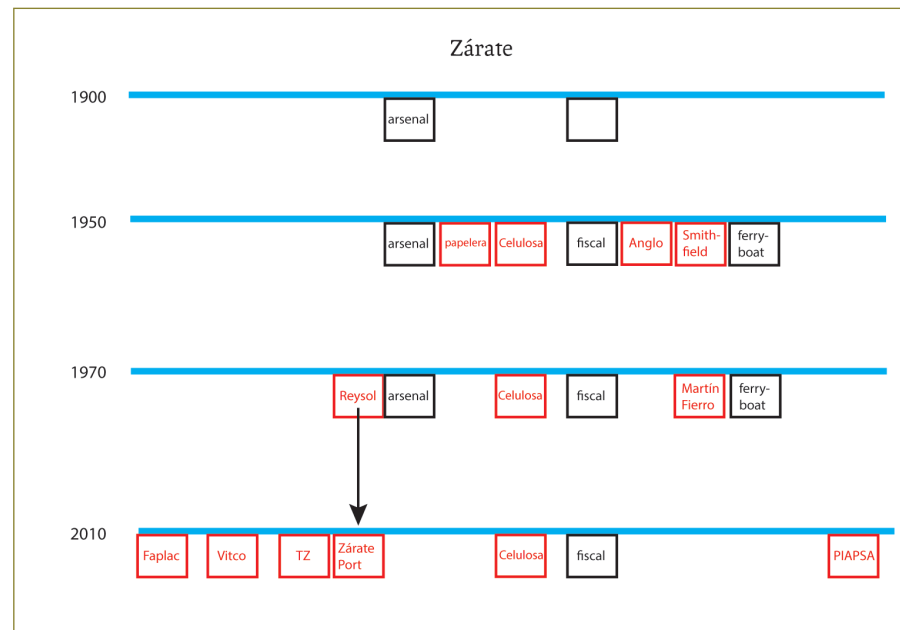 Zárate
1900
arsenal
1950
arsenal
papelera
Celulosa
fiscal
Anglo
Smith-
field
ferry-
boat
1970
Reysol
arsenal
Celulosa
fiscal
Martín
Fierro
ferry-
boat
2010
Faplac
Vitco
TZ
Zárate
Port
Celulosa
fiscal
PIAPSA